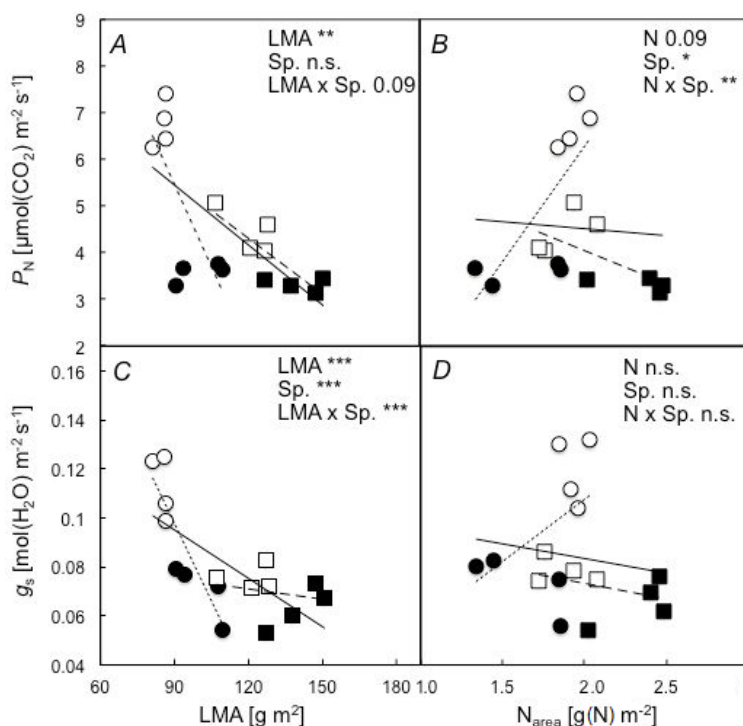 A
LMA **
Sp. n.s.
LMA x Sp. 0.09
B
N 0.09
Sp. *
N x Sp. **
9
8
7
6
5
4
3
2
P_N [µmol(CO₂) m⁻² s⁻¹]
C
LMA ***
Sp. ***
LMA x Sp. ***
D
N n.s.
Sp. n.s.
N x Sp. n.s.
0.16
0.14
0.12
0.1
0.08
0.06
0.04
g_s [mol(H₂O) m⁻² s⁻¹]
60 90 120 150 180
1.0 1.5 2.0 2.5
LMA [g m²]
N_area [g(N) m⁻²]